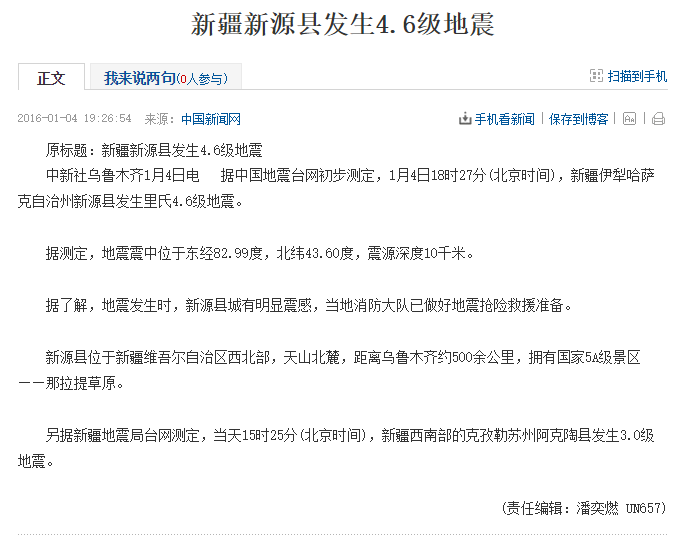 新疆新源县发生4.6级地震
正文
我来说两句(0人参与)
扫描到手机
2016-01-04 19:26:54 来源：中国新闻网
手机看新闻 保存到博客
原标题：新疆新源县发生4.6级地震
中新社乌鲁木齐1月4日电 据中国地震台网初步测定，1月4日18时27分(北京时间)，新疆伊犁哈萨
克自治州新源县发生里氏4.6级地震。
据测定，地震震中位于东经82.99度，北纬43.60度，震源深度10千米。
据了解，地震发生时，新源县城有明显震感，当地消防大队已做好地震抢险救援准备。
新源县位于新疆维吾尔自治区西北部，天山北麓，距离乌鲁木齐约500余公里，拥有国家5A级景区
——那拉提草原。
另据新疆地震局台网测定，当天15时25分(北京时间)，新疆西南部的克孜勒苏州阿克陶县发生3.0级
地震。
(责任编辑：潘奕燃 UN657)